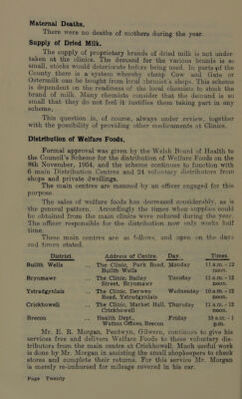 Maternal Deaths.
There were no deaths of mothers during the year.
Supply of Dried Milk.
The supply of proprietary brands of dried milk is not under-
taken at the clinics. The demand for the various brands is so
small, stocks would deteriorate before being used. In parts of the
County there is a system whereby cheap Cow and Gate or
Ostermilk can be bought from local chemist's shops. This scheme
is dependent on the readiness of the local chemists to stock the
brand of milk. Many chemists consider that the demand is so
small that they do not feel it justifies them taking part in any
scheme.
This question is, of course, always under review, together
with the possibility of providing other medicaments at Clinics.
Distribution of Welfare Foods.
Formal approval was given by the Welsh Board of Health to
the Council's Scheme for the distribution of Welfare Foods on the
9th November, 1954, and the scheme continues to function with
6 main Distribution Centres and 24 voluntary distributors from
shops and private dwellings.
The main centres are manned by an officer engaged for this
purpose.
The sales of welfare foods has decreased considerably, as is
the general pattern. Accordingly the times when supplies could
be obtained from the main clinics were reduced during the year.
The officer responsible for the distribution now only works half
time.
These main centres are as follows, and open on the days
and times stated.
District. Address of Centre. Day. Times.
Builth Wells ... The Clinic, Park Road, Monday 11 a.m. - 12
Builth Wells noon.
Brynmawr ... The Clinic, Bailey Tuesday 11 a.m. - 12
Street, Brynmawr noon.
Ystradgynlais ... The Clinic, Derwen Wednesday 10 a.m. - 12
Road, Ystradgynlais noon.
Crickhowell ... The Clinic, Market Hall, Thursday 11 a.m. - 12
Crickhowell noon.
Brecon ... Health Dept., Friday 10 a.m. - 1
Watton Offices, Brecon p.m.
Mr. E. R. Morgan, Penllwyn, Gilwern, continues to give his
services free and delivers Welfare Foods to these voluntary dis-
tributors from the main centre at Crickhowell. Much useful work
is done by Mr. Morgan in assisting the small shopkeepers to check
stores and complete their returns. For this service Mr. Morgan
is merely re-imbursed for mileage covered in his car.
Page Twenty